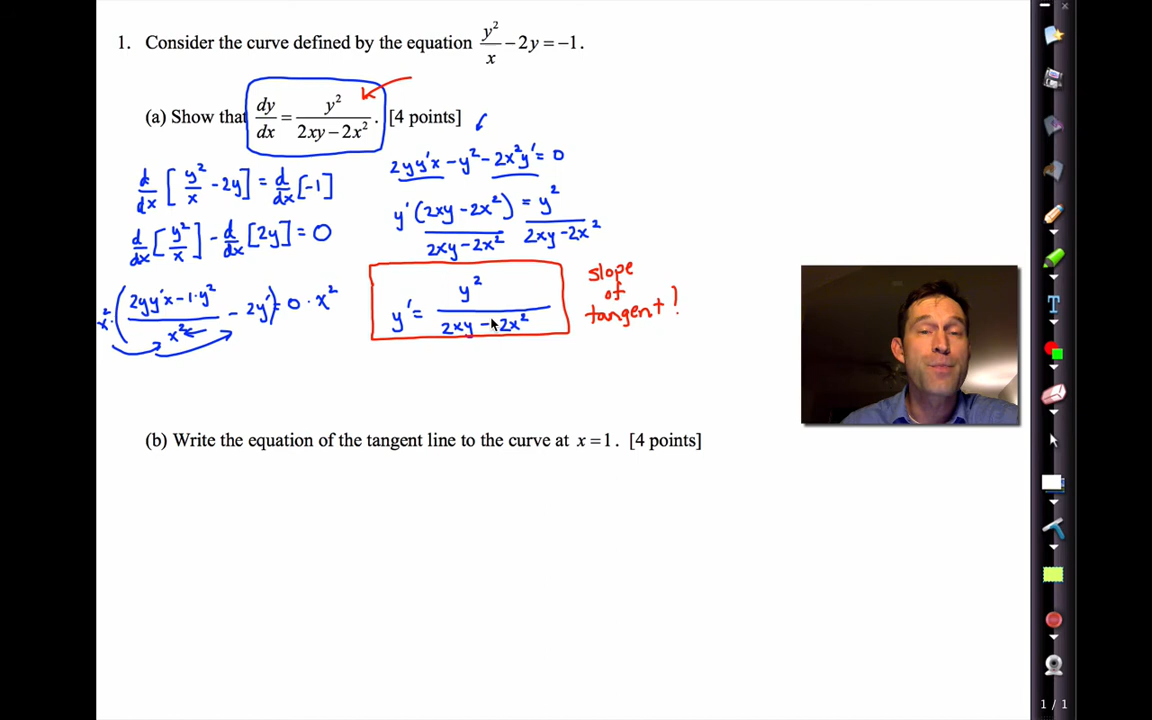 1. Consider the curve defined by the equation y²/x − 2y = −1.
(a) Show that dy/dx = y²/(2xy − 2x²). [4 points]
d/dx [y²/x - 2y] = d/dx [-1]
d/dx [y²/x] - d/dx [2y] = 0
x² · ((2yy'x - 1·y²)/x² - 2y') = 0 · x²
2yy'x - y² - 2x²y' = 0
y'(2xy - 2x²)/(2xy - 2x²) = y²/(2xy - 2x²)
y' = y²/(2xy - 2x²)
slope
of
tangent!
(b) Write the equation of the tangent line to the curve at x = 1. [4 points]
T
1 / 1